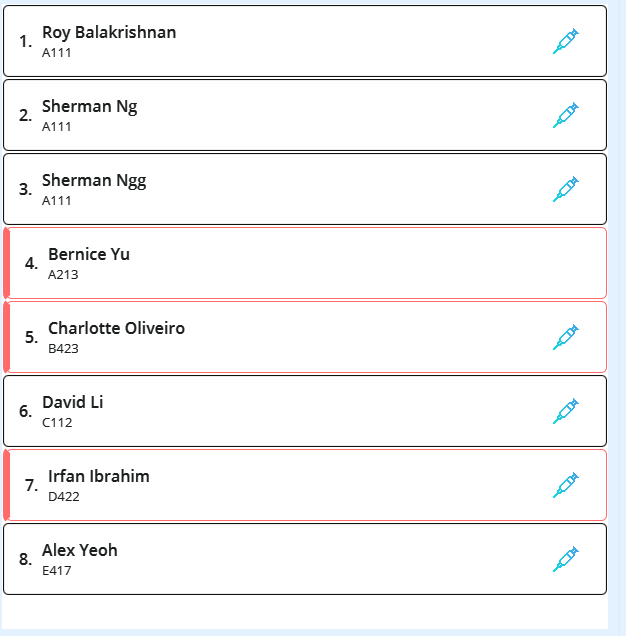 1. Roy Balakrishnan
A111
2. Sherman Ng
A111
3. Sherman Ngg
A111
4. Bernice Yu
A213
5. Charlotte Oliveiro
B423
6. David Li
C112
7. Irfan Ibrahim
D422
8. Alex Yeoh
E417